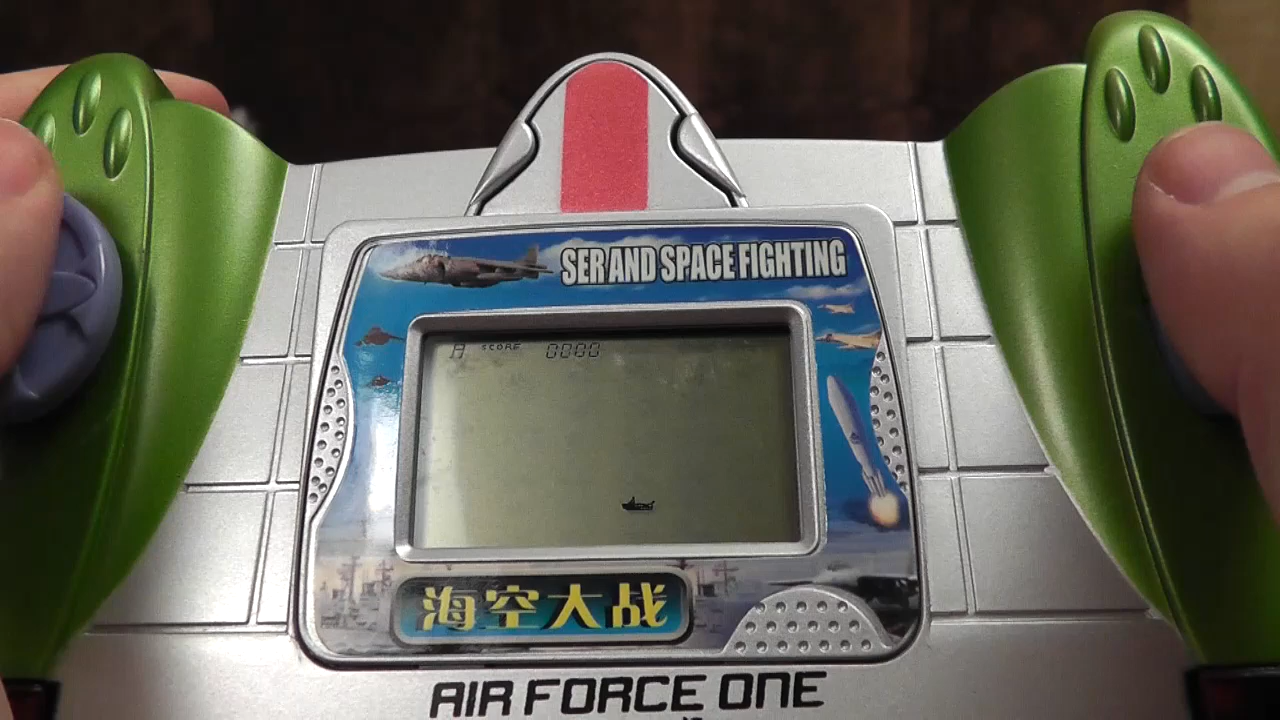 SER AND SPACE FIGHTING
A SCORE 0000
海空大战
AIR FORCE ONE